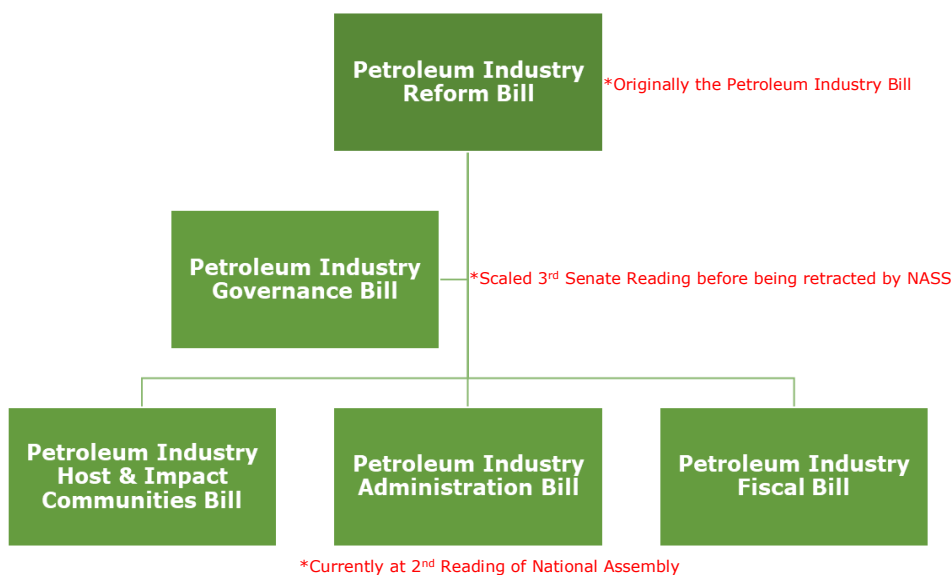 Petroleum Industry
Reform Bill
*Originally the Petroleum Industry Bill
Petroleum Industry
Governance Bill
*Scaled 3rd Senate Reading before being retracted by NASS
Petroleum Industry
Host & Impact
Communities Bill
Petroleum Industry
Administration Bill
Petroleum Industry
Fiscal Bill
*Currently at 2nd Reading of National Assembly